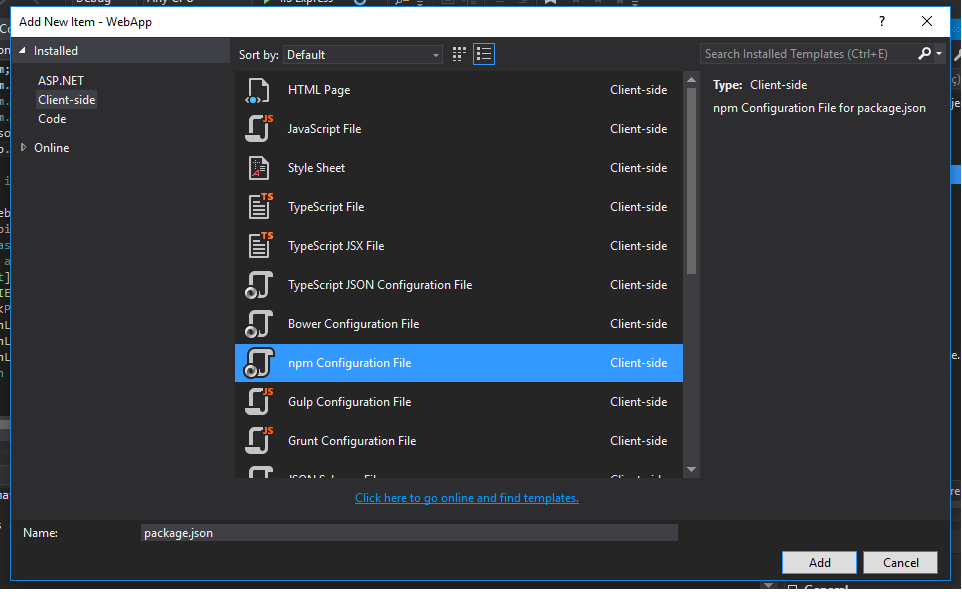 Add New Item - WebApp
Installed
Sort by: Default
Search Installed Templates (Ctrl+E)
ASP.NET
Client-side
Code
Online
HTML Page Client-side
JavaScript File Client-side
Style Sheet Client-side
TypeScript File Client-side
TypeScript JSX File Client-side
TypeScript JSON Configuration File Client-side
Bower Configuration File Client-side
npm Configuration File Client-side
Gulp Configuration File Client-side
Grunt Configuration File Client-side
Type: Client-side
npm Configuration File for package.json
Click here to go online and find templates.
Name: package.json
Add Cancel